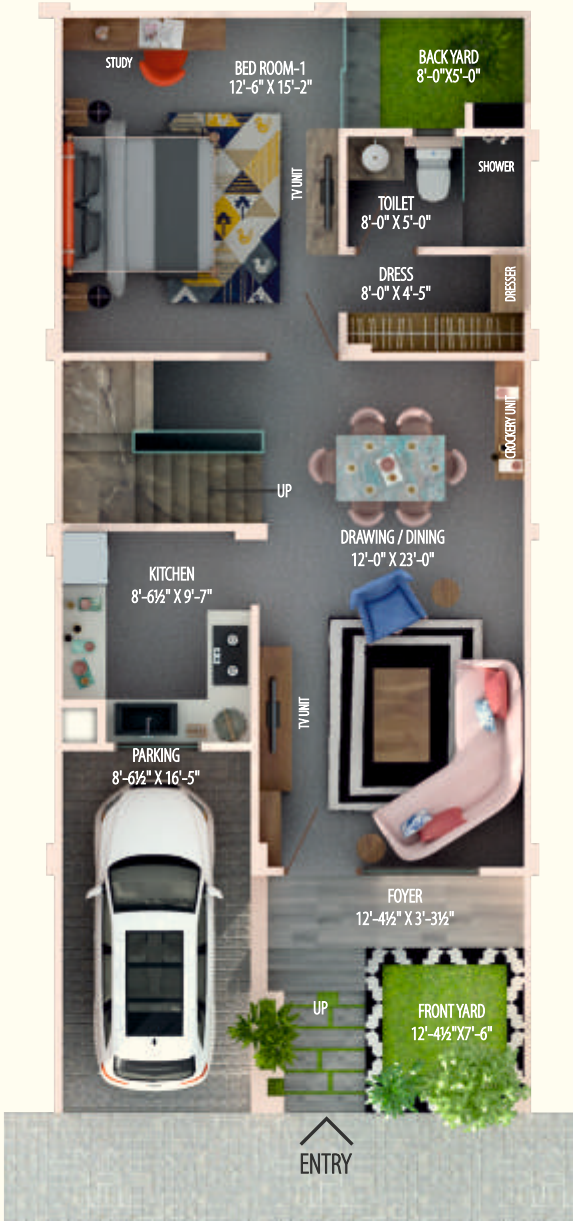 STUDY
BED ROOM-1
12'-6" X 15'-2"
BACK YARD
8'-0"X5'-0"
TV UNIT
SHOWER
TOILET
8'-0" X 5'-0"
DRESS
8'-0" X 4'-5"
DRESSER
CROCKERY UNIT
UP
DRAWING / DINING
12'-0" X 23'-0"
KITCHEN
8'-6½" X 9'-7"
TV UNIT
PARKING
8'-6½" X 16'-5"
FOYER
12'-4½" X 3'-3½"
UP
FRONT YARD
12'-4½"X7'-6"
ENTRY